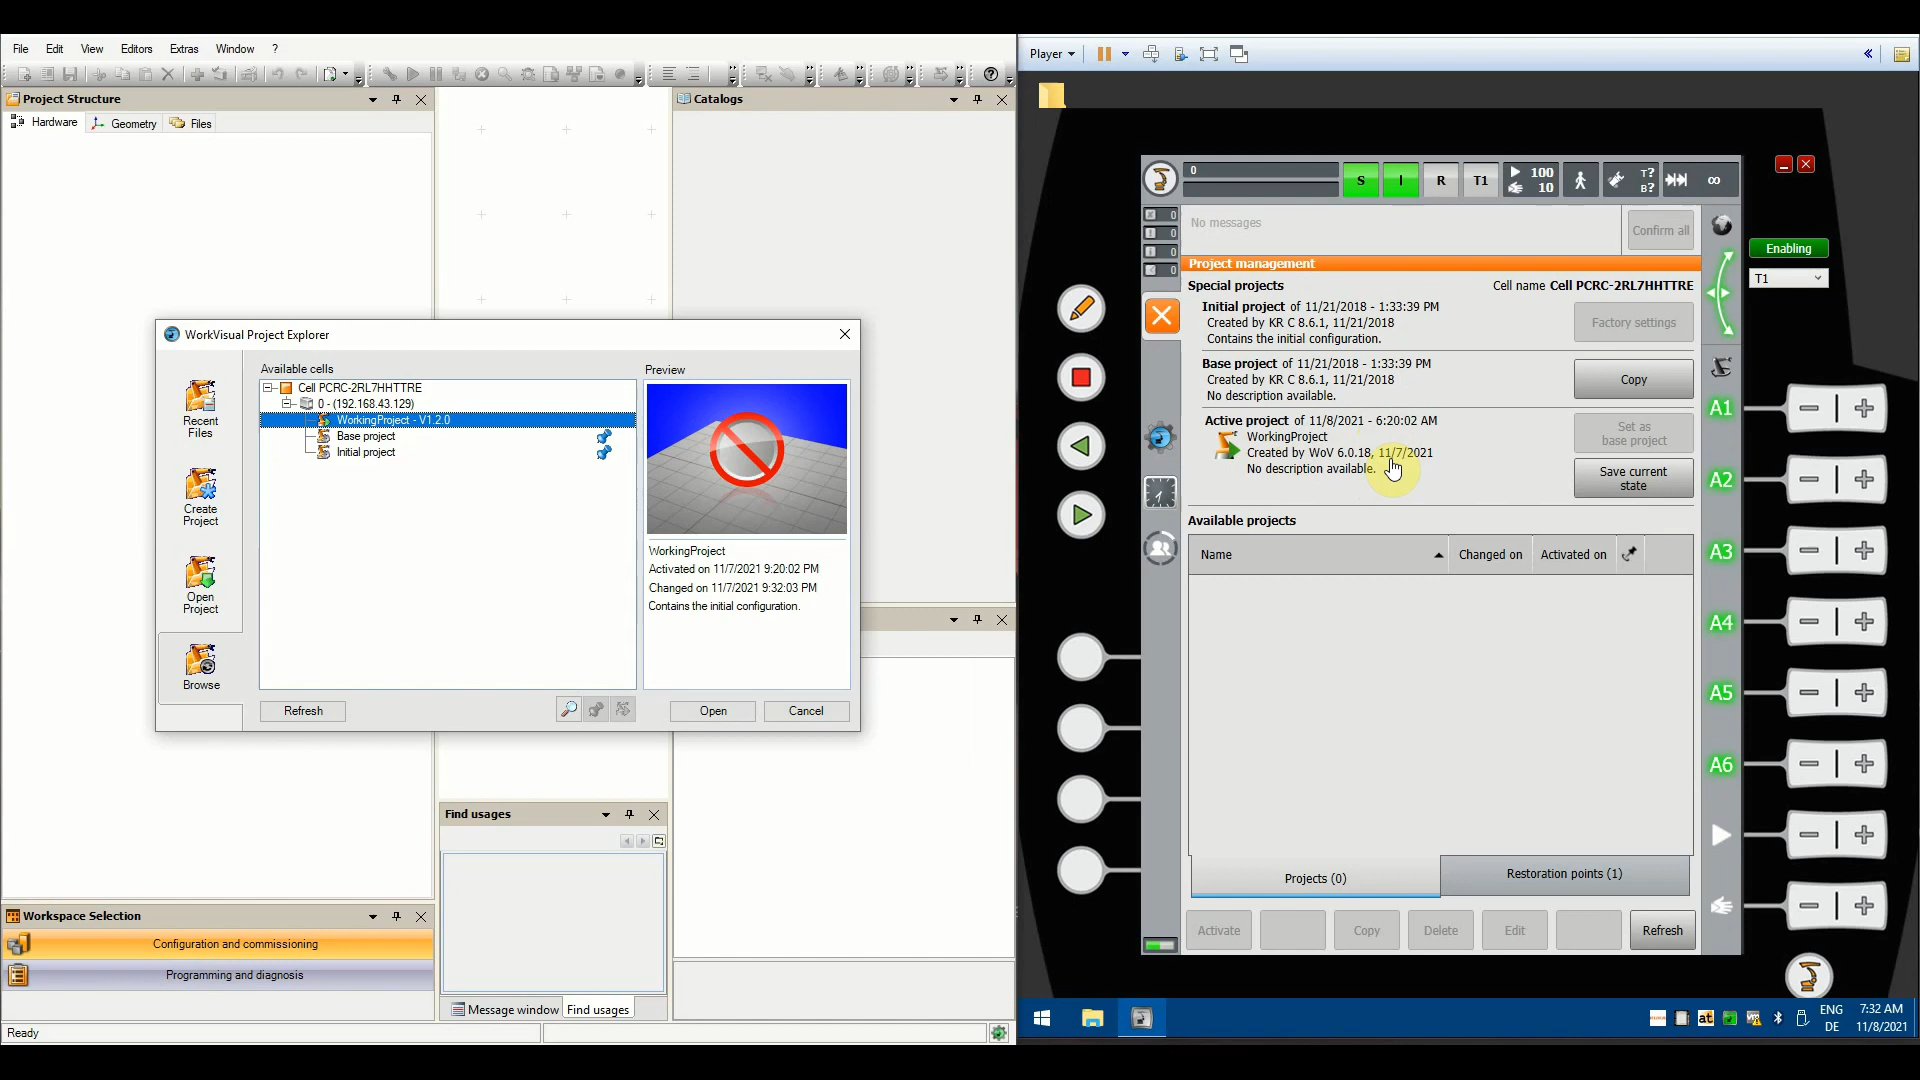 File Edit View Editors Extras Window ?
Project Structure
Hardware Geometry Files
Catalogs
WorkVisual Project Explorer
Recent Files
Create Project
Open Project
Browse
Available cells
Cell PCRC-2RL7HHTTRE
0 - (192.168.43.129)
WorkingProject - V1.2.0
Base project
Initial project
Preview
WorkingProject
Activated on 11/7/2021 9:20:02 PM
Changed on 11/7/2021 9:32:03 PM
Contains the initial configuration.
Refresh
Open
Cancel
Find usages
Message window Find usages
Workspace Selection
Configuration and commissioning
Programming and diagnosis
Ready
Player
0
S I R T1
100
10
T?
B?
∞
0
0
0
0
No messages
Confirm all
Project management
Special projects
Cell name Cell PCRC-2RL7HHTTRE
Initial project of 11/21/2018 - 1:33:39 PM
Created by KR C 8.6.1, 11/21/2018
Contains the initial configuration.
Factory settings
Base project of 11/21/2018 - 1:33:39 PM
Created by KR C 8.6.1, 11/21/2018
No description available.
Copy
Active project of 11/8/2021 - 6:20:02 AM
WorkingProject
Created by WoV 6.0.18, 11/7/2021
No description available.
Set as
base project
Save current
state
Available projects
Name Changed on Activated on
Projects (0)
Restoration points (1)
Activate
Copy
Delete
Edit
Refresh
Enabling
T1
A1
A2
A3
A4
A5
A6
at
ENG
DE
7:32 AM
11/8/2021